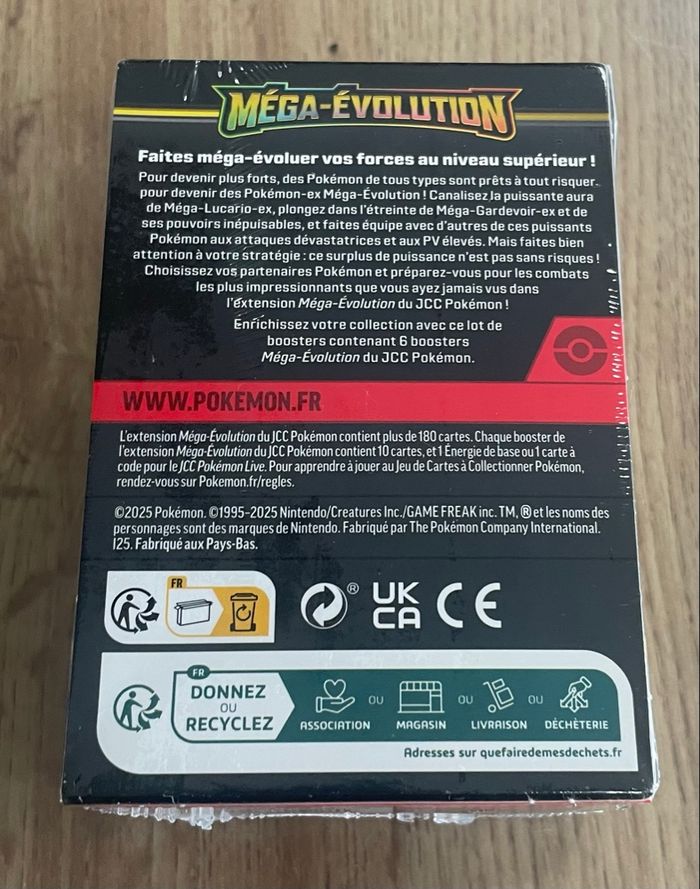 MÉGA-ÉVOLUTION
Faites méga-évoluer vos forces au niveau supérieur !
Pour devenir plus forts, des Pokémon de tous types sont prêts à tout risquer
pour devenir des Pokémon-ex Méga-Évolution ! Canalisez la puissante aura
de Méga-Lucario-ex, plongez dans l'étreinte de Méga-Gardevoir-ex et de
ses pouvoirs inépuisables, et faites équipe avec d'autres de ces puissants
Pokémon aux attaques dévastatrices et aux PV élevés. Mais faites bien
attention à votre stratégie : ce surplus de puissance n'est pas sans risques !
Choisissez vos partenaires Pokémon et préparez-vous pour les combats
les plus impressionnants que vous ayez jamais vus dans
l'extension Méga-Évolution du JCC Pokémon !
Enrichissez votre collection avec ce lot de
boosters contenant 6 boosters
Méga-Évolution du JCC Pokémon.
WWW.POKEMON.FR
L'extension Méga-Évolution du JCC Pokémon contient plus de 180 cartes. Chaque booster de
l'extension Méga-Évolution du JCC Pokémon contient 10 cartes, et 1 Énergie de base ou 1 carte à
code pour le JCC Pokémon Live. Pour apprendre à jouer au Jeu de Cartes à Collectionner Pokémon,
rendez-vous sur Pokemon.fr/regles.
©2025 Pokémon. ©1995-2025 Nintendo/Creatures Inc./GAME FREAK inc. TM, ® et les noms des
personnages sont des marques de Nintendo. Fabriqué par The Pokémon Company International.
I25. Fabriqué aux Pays-Bas.
FR
® UK
CA CE
FR
DONNEZ
OU
RECYCLEZ
ASSOCIATION OU MAGASIN OU LIVRAISON OU DÉCHÈTERIE
Adresses sur quefairedemesdechets.fr